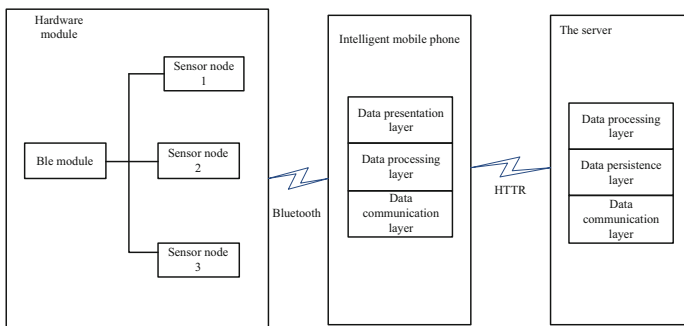 Hardware
module
Sensor node
1
Ble module
Sensor node
2
Sensor node
3
Bluetooth
Intelligent mobile phone
Data presentation
layer
Data processing
layer
Data
communication
layer
HTTR
The server
Data processing
layer
Data persistence
layer
Data
communication
layer